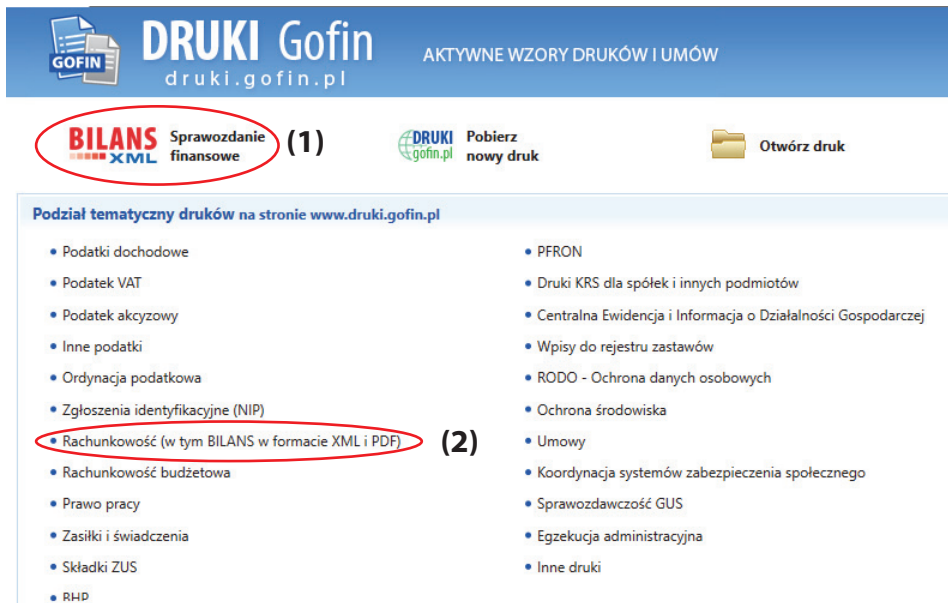 GOFIN
DRUKI Gofin
druki.gofin.pl
AKTYWNE WZORY DRUKÓW I UMÓW
BILANS XML
Sprawozdanie
finansowe
(1)
DRUKI
gofin.pl
Pobierz
nowy druk
Otwórz druk
Podział tematyczny druków na stronie www.druki.gofin.pl
• Podatki dochodowe
• Podatek VAT
• Podatek akcyzowy
• Inne podatki
• Ordynacja podatkowa
• Zgłoszenia identyfikacyjne (NIP)
• Rachunkowość (w tym BILANS w formacie XML i PDF)
(2)
• Rachunkowość budżetowa
• Prawo pracy
• Zasiłki i świadczenia
• Składki ZUS
• BHP
• PFRON
• Druki KRS dla spółek i innych podmiotów
• Centralna Ewidencja i Informacja o Działalności Gospodarczej
• Wpisy do rejestru zastawów
• RODO - Ochrona danych osobowych
• Ochrona środowiska
• Umowy
• Koordynacja systemów zabezpieczenia społecznego
• Sprawozdawczość GUS
• Egzekucja administracyjna
• Inne druki